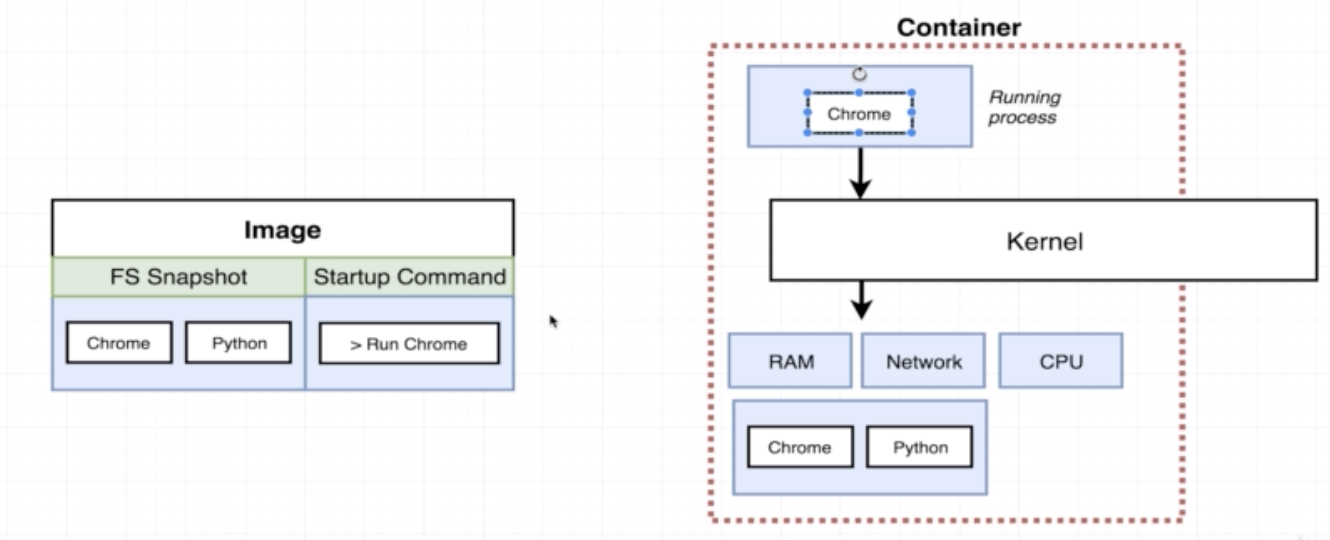 Container
Chrome
Running
process
Image
Kernel
FS Snapshot
Startup Command
Chrome
Python
> Run Chrome
RAM
Network
CPU
Chrome
Python